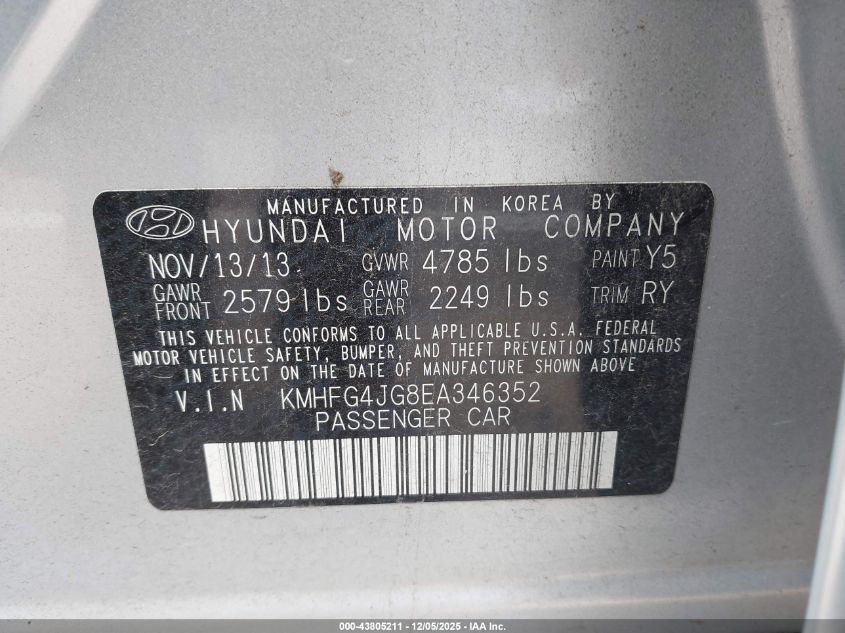 MANUFACTURED IN KOREA BY
HYUNDAI MOTOR COMPANY
NOV/13/13 GVWR 4785 lbs PAINT Y5
GAWR FRONT 2579 lbs GAWR REAR 2249 lbs TRIM RY
THIS VEHICLE CONFORMS TO ALL APPLICABLE U.S.A. FEDERAL
MOTOR VEHICLE SAFETY, BUMPER, AND THEFT PREVENTION STANDARDS
IN EFFECT ON THE DATE OF MANUFACTURE SHOWN ABOVE
V.I.N KMHFG4JG8EA346352
PASSENGER CAR
000-43805211 - 12/05/2025 - IAA Inc.